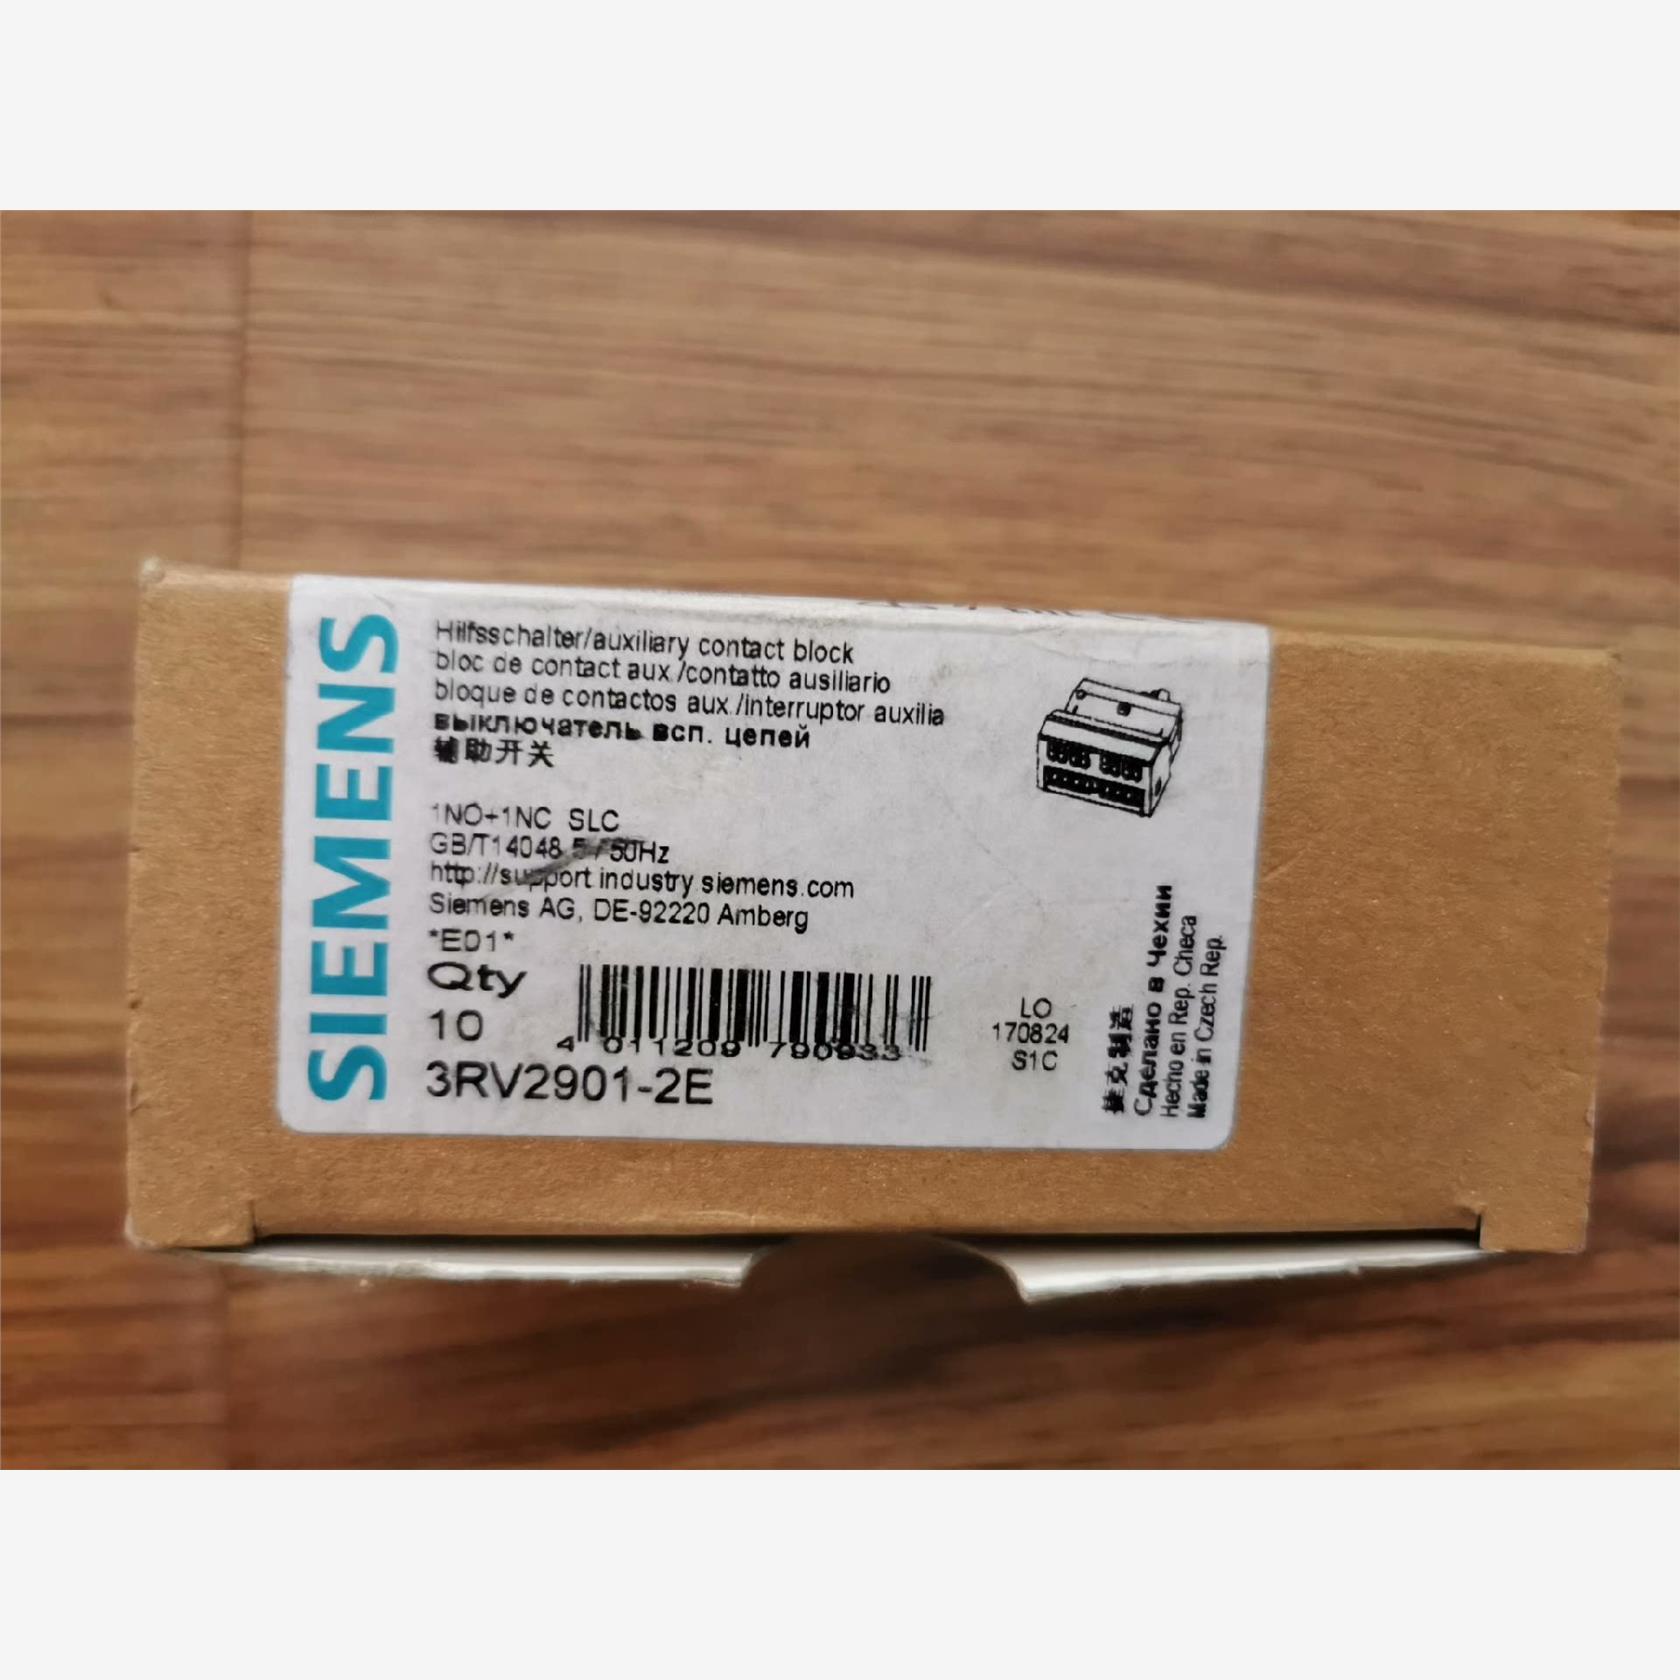 SIEMENS
Hilfsschalter/auxiliary contact block
bloc de contact aux./contatto ausiliario
bloque de contactos aux./interruptor auxilia
выключатель всп. цепей
辅助开关
1NO+1NC SLC
GB/T14048.5 / 50Hz
http://support.industry.siemens.com
Siemens AG, DE-92220 Amberg
*E01*
Qty
10
4 011209 790933
3RV2901-2E
LO
170824
S1C
捷克制造
Сделано в Чехии
Hecho en Rep. Checa
Made in Czech Rep.